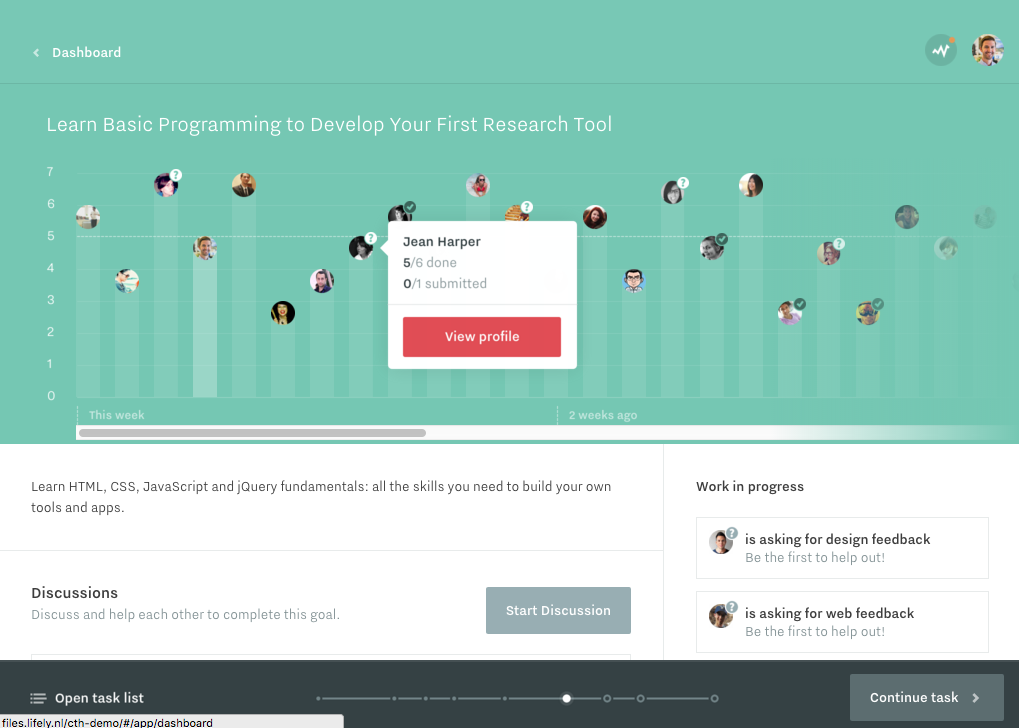 Dashboard
Learn Basic Programming to Develop Your First Research Tool
7
?
6
?
?
5
?
Jean Harper
5/6 done
?
4
0/1 submitted
3
2
View profile
1
0
This week
2 weeks ago
Learn HTML, CSS, JavaScript and jQuery fundamentals: all the skills you need to build your own
tools and apps.
Discussions
Discuss and help each other to complete this goal.
Start Discussion
Work in progress
?
is asking for design feedback
Be the first to help out!
?
is asking for web feedback
Be the first to help out!
Open task list
Continue task
files.lifely.nl/cth-demo/#/app/dashboard